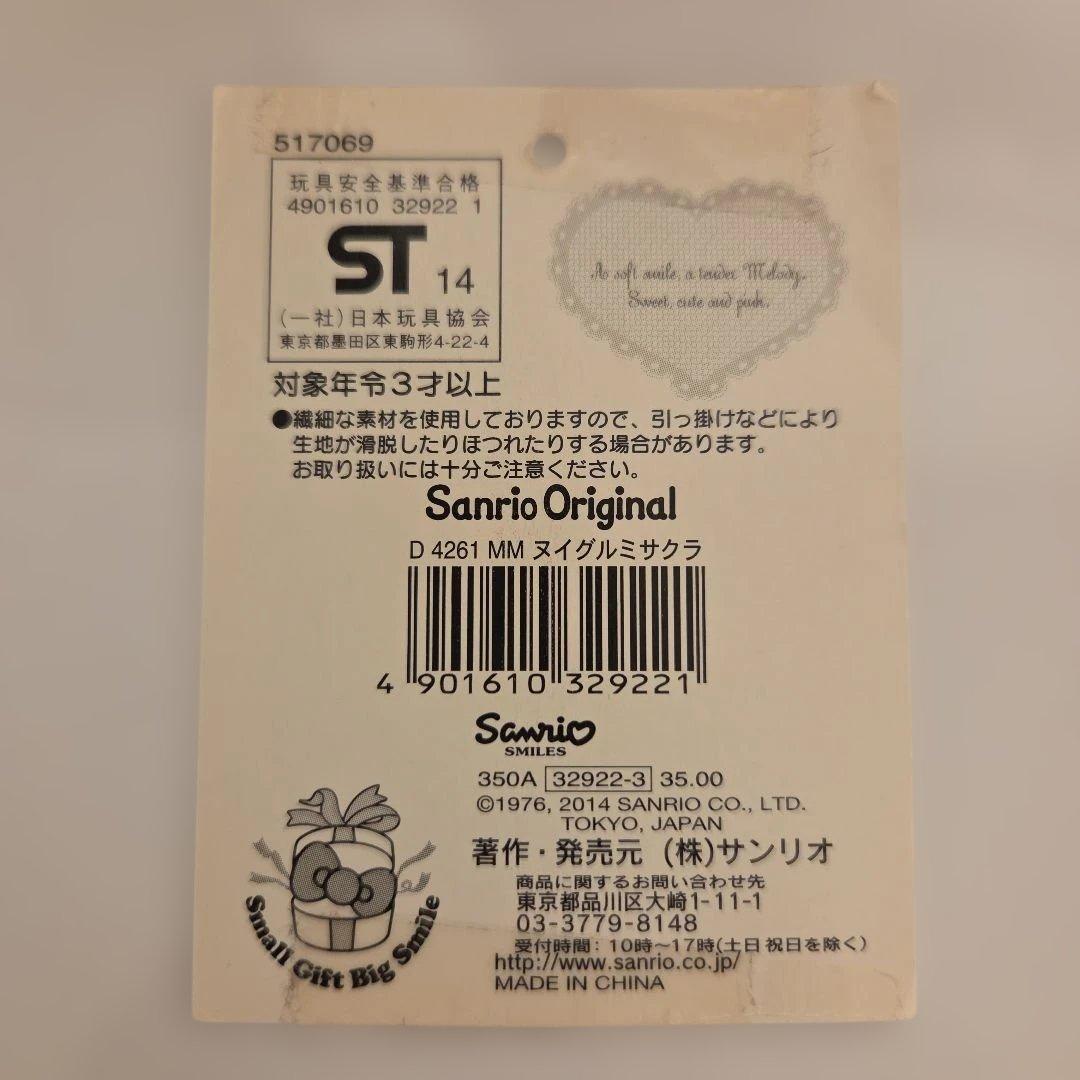 517069
玩具安全基準合格
4901610 32922 1
ST 14
(一社)日本玩具協会
東京都墨田区東駒形4-22-4
As soft smile, a tender Melody.
Sweet, cute and pink.
対象年令3才以上
●繊細な素材を使用しておりますので、引っ掛けなどにより
生地が滑脱したりほつれたりする場合があります。
お取り扱いには十分ご注意ください。
Sanrio Original
D 4261 MM ヌイグルミサクラ
4 901610 329221
Sanrio
SMILES
350A 32922-3 35.00
©1976, 2014 SANRIO CO., LTD.
TOKYO, JAPAN
著作・発売元 (株)サンリオ
商品に関するお問い合わせ先
東京都品川区大崎1-11-1
03-3779-8148
受付時間：10時～17時(土日祝日を除く)
http://www.sanrio.co.jp/
MADE IN CHINA
Small Gift Big Smile